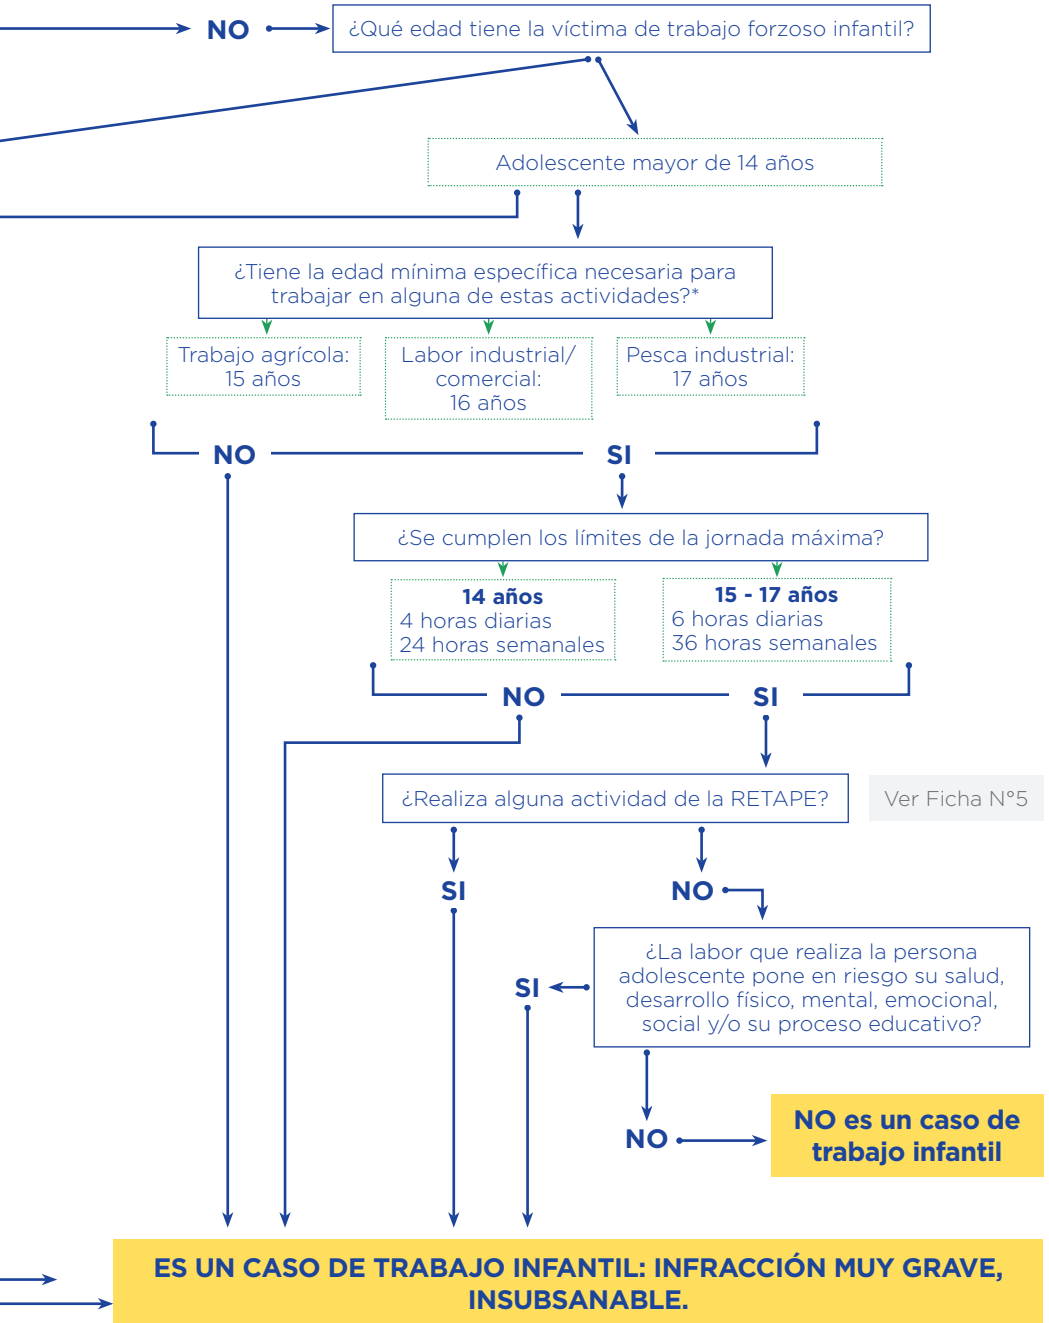 NO
¿Qué edad tiene la víctima de trabajo forzoso infantil?
Adolescente mayor de 14 años
¿Tiene la edad mínima específica necesaria para
trabajar en alguna de estas actividades?*
Trabajo agrícola:
15 años
Labor industrial/
comercial:
16 años
Pesca industrial:
17 años
NO
SI
¿Se cumplen los límites de la jornada máxima?
14 años
4 horas diarias
24 horas semanales
15 - 17 años
6 horas diarias
36 horas semanales
NO
SI
¿Realiza alguna actividad de la RETAPE?
Ver Ficha N°5
SI
NO
¿La labor que realiza la persona
adolescente pone en riesgo su salud,
desarrollo físico, mental, emocional,
social y/o su proceso educativo?
SI
NO
NO es un caso de
trabajo infantil
ES UN CASO DE TRABAJO INFANTIL: INFRACCIÓN MUY GRAVE,
INSUBSANABLE.